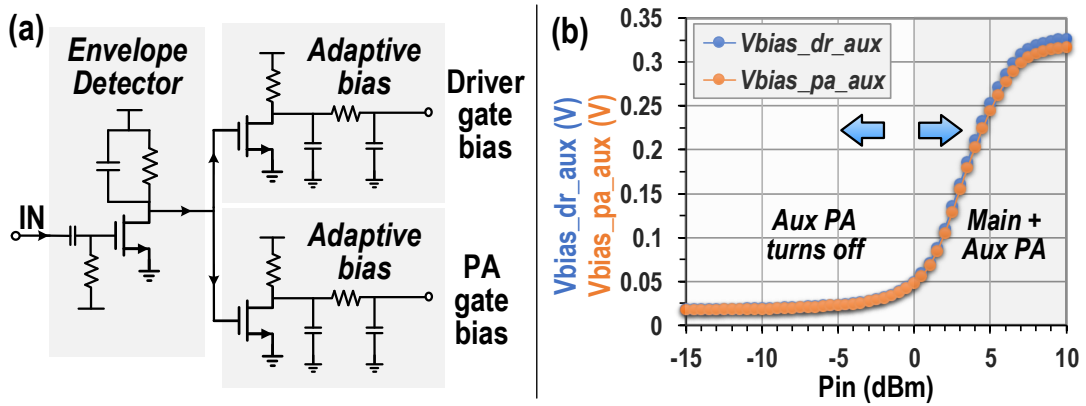 (a)
Envelope
Detector
Adaptive
bias
Driver
gate
bias
IN
Adaptive
bias
PA
gate
bias
(b)
Vbias_dr_aux (V)
Vbias_pa_aux (V)
0.35
0.3
0.25
0.2
0.15
0.1
0.05
0
Vbias_dr_aux
Vbias_pa_aux
Aux PA
turns off
Main +
Aux PA
-15
-10
-5
0
5
10
Pin (dBm)